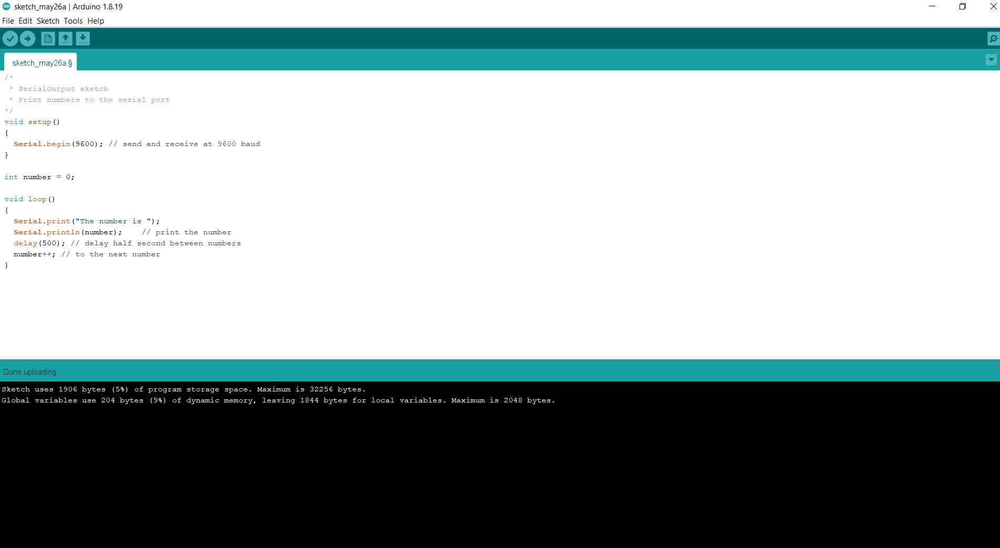 sketch_may26a | Arduino 1.8.19
File Edit Sketch Tools Help
sketch_may26a §
/*
 * SerialOutput sketch
 * Print numbers to the serial port
*/
void setup()
{
  Serial.begin(9600); // send and receive at 9600 baud
}

int number = 0;

void loop()
{
  Serial.print("The number is ");
  Serial.println(number);    // print the number
  delay(500); // delay half second between numbers
  number++; // to the next number
}
Done uploading.
Sketch uses 1906 bytes (5%) of program storage space. Maximum is 32256 bytes.
Global variables use 204 bytes (9%) of dynamic memory, leaving 1844 bytes for local variables. Maximum is 2048 bytes.